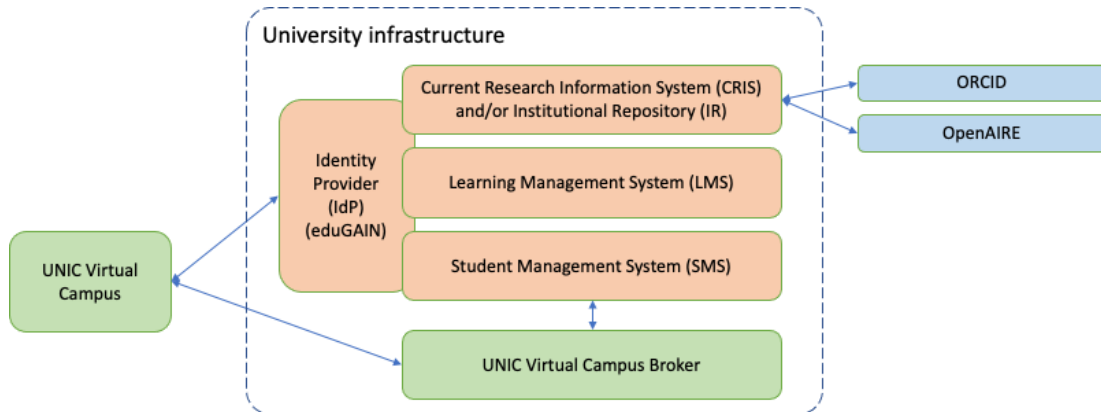 University infrastructure
Current Research Information System (CRIS)
and/or Institutional Repository (IR)
ORCID
OpenAIRE
Identity
Provider
(IdP)
(eduGAIN)
Learning Management System (LMS)
Student Management System (SMS)
UNIC Virtual
Campus
UNIC Virtual Campus Broker